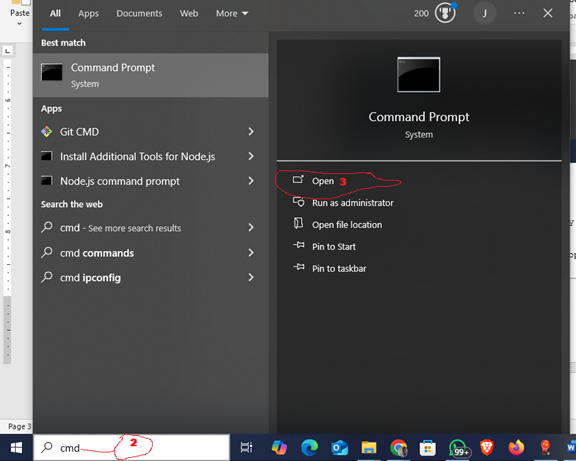 Paste
All Apps Documents Web More 200 J
Best match
Command Prompt
System
Apps
Git CMD
Install Additional Tools for Node.js
Node.js command prompt
Search the web
cmd - See more search results
cmd commands
cmd ipconfig
Command Prompt
System
Open 3
Run as administrator
Open file location
Pin to Start
Pin to taskbar
Page 3
cmd 2
99+